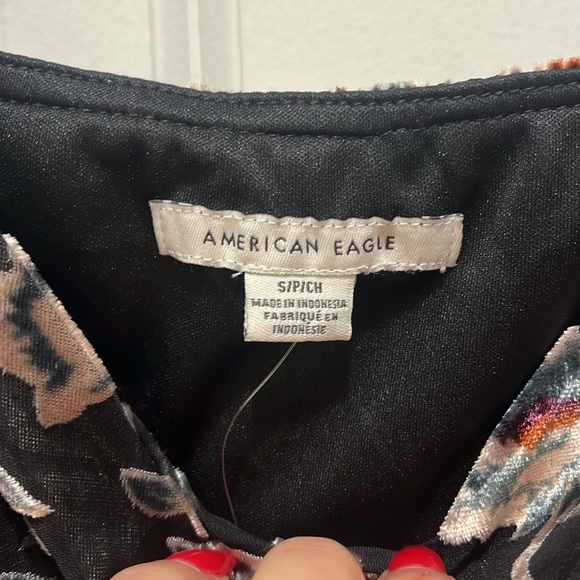 AMERICAN EAGLE
S/P/CH
MADE IN INDONESIA
FABRIQUÉ EN
INDONÉSIE